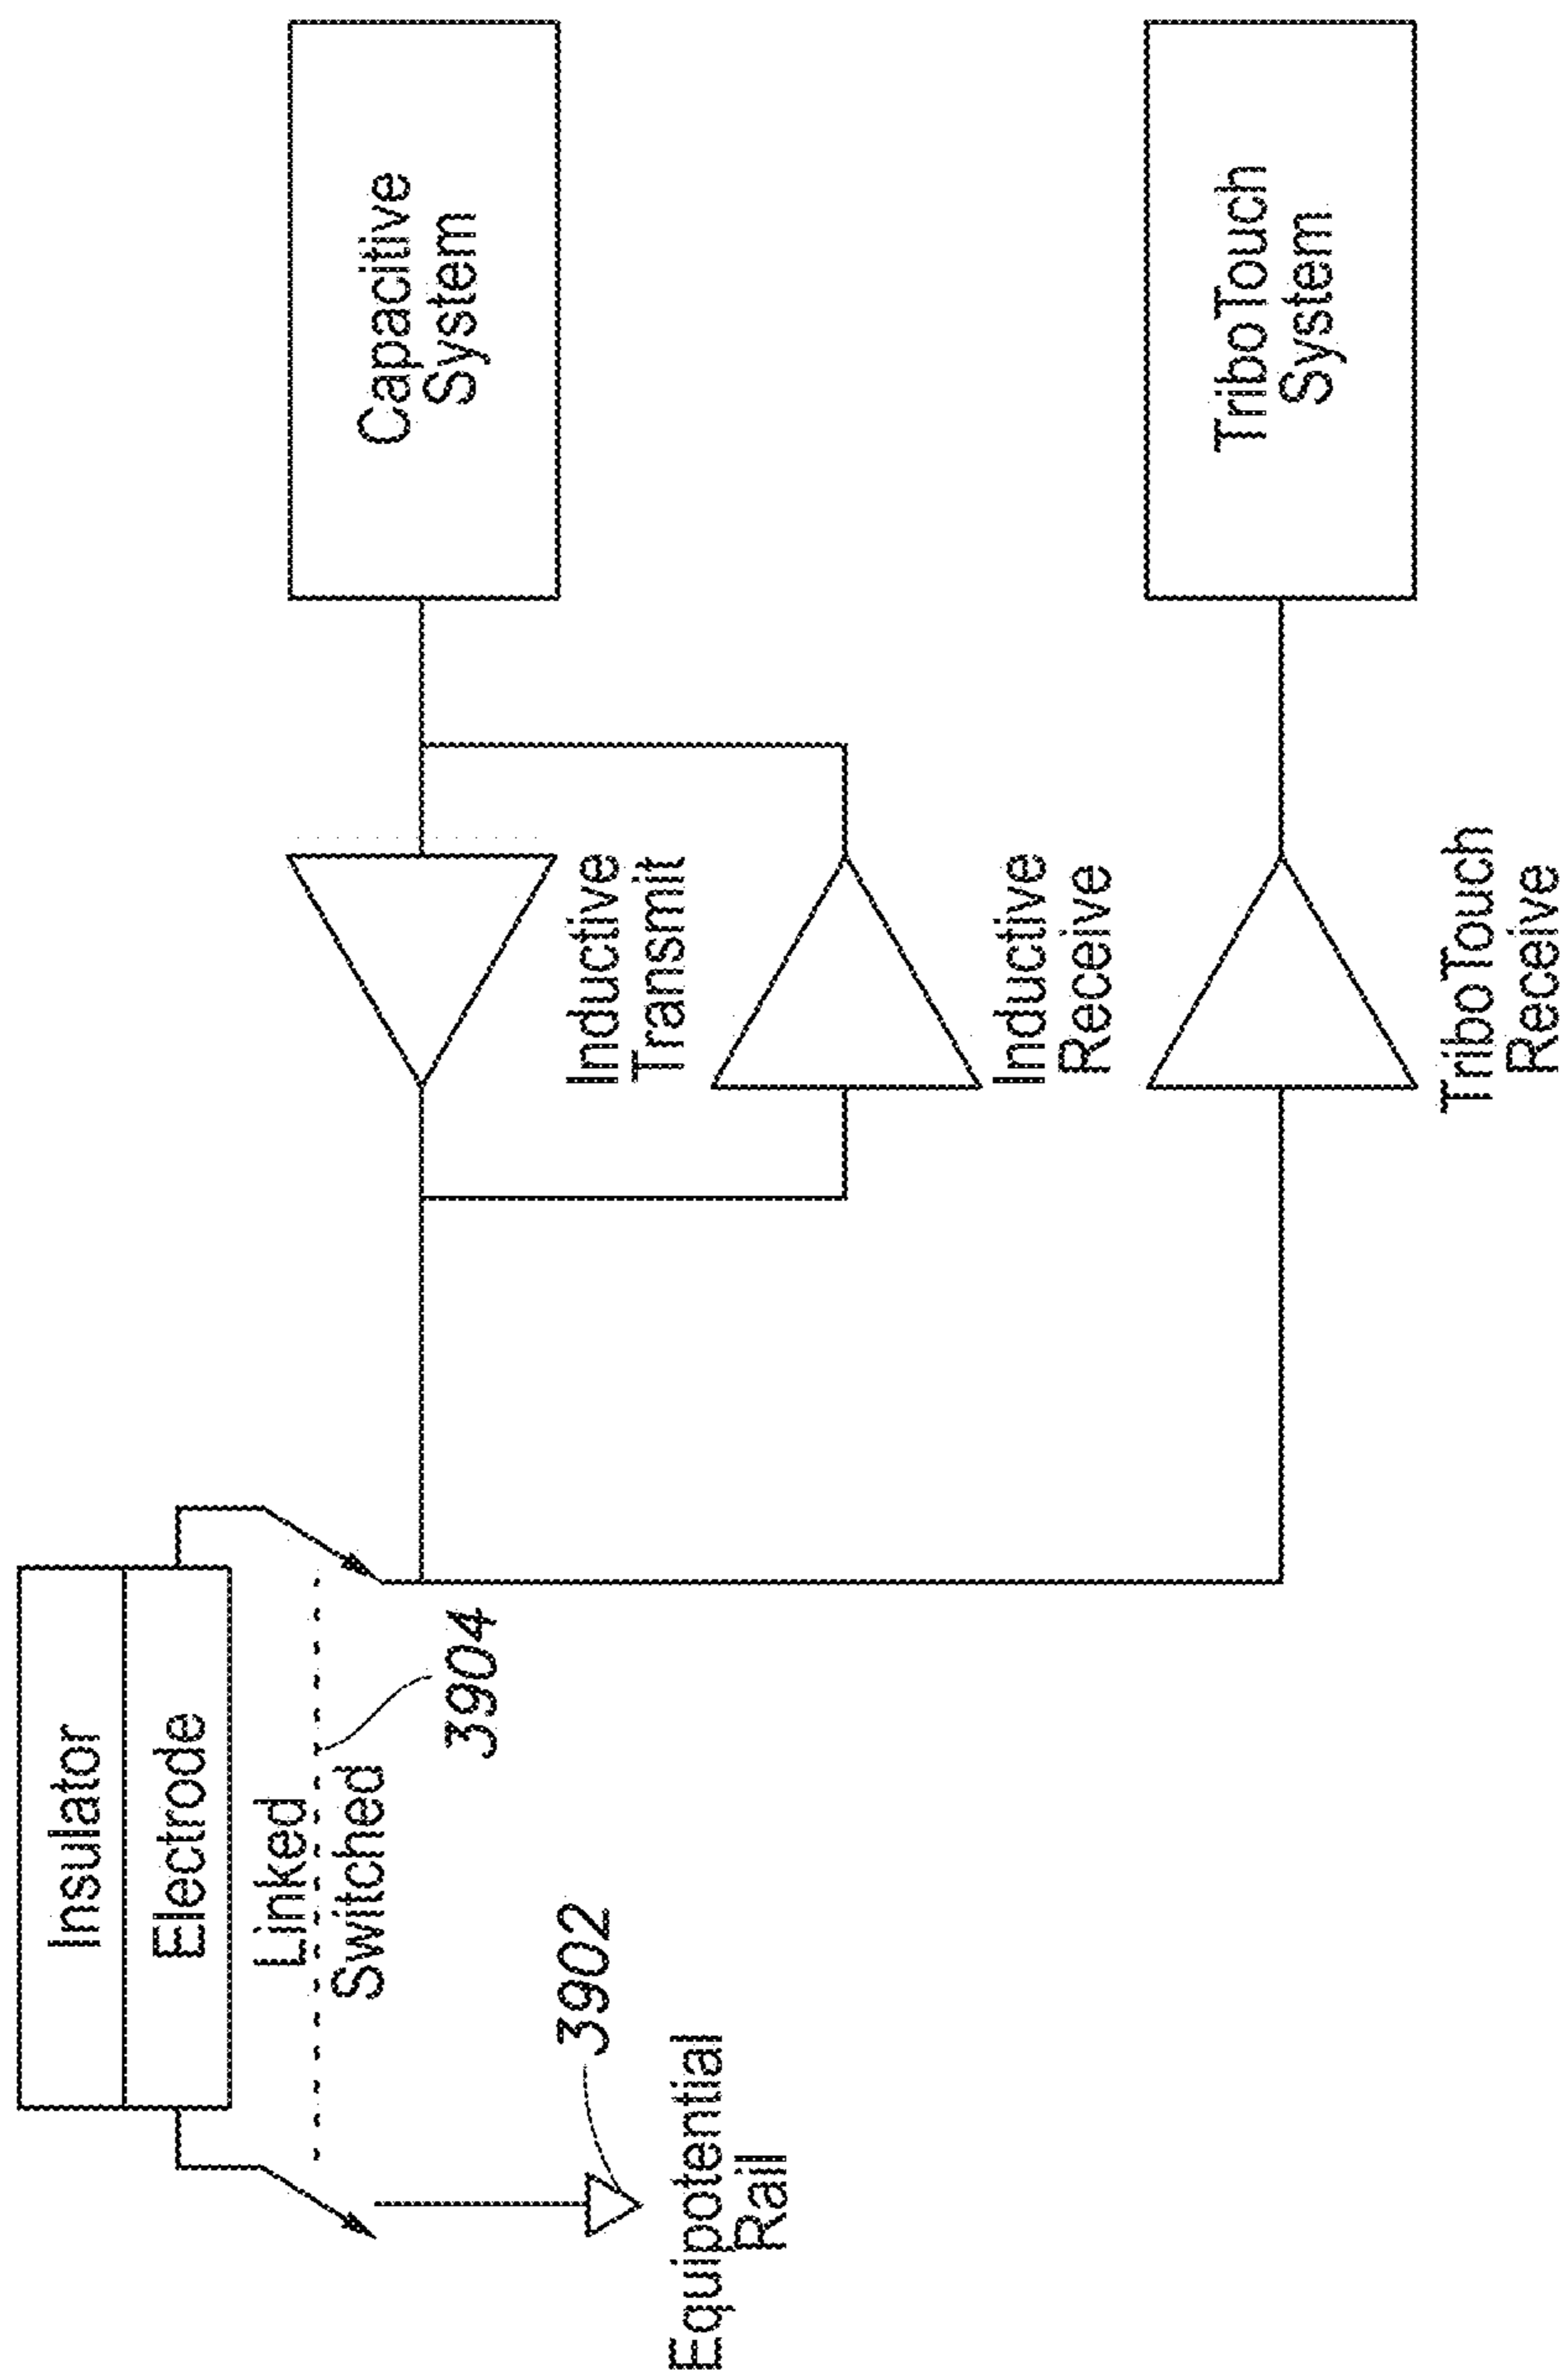 Insulator
Electrode
Linked
Switched
3904
3902
Equipotential
Rail
Capacitive
System
Inductive
Transmit
Inductive
Receive
TriboTouch
System
TriboTouch
Receive